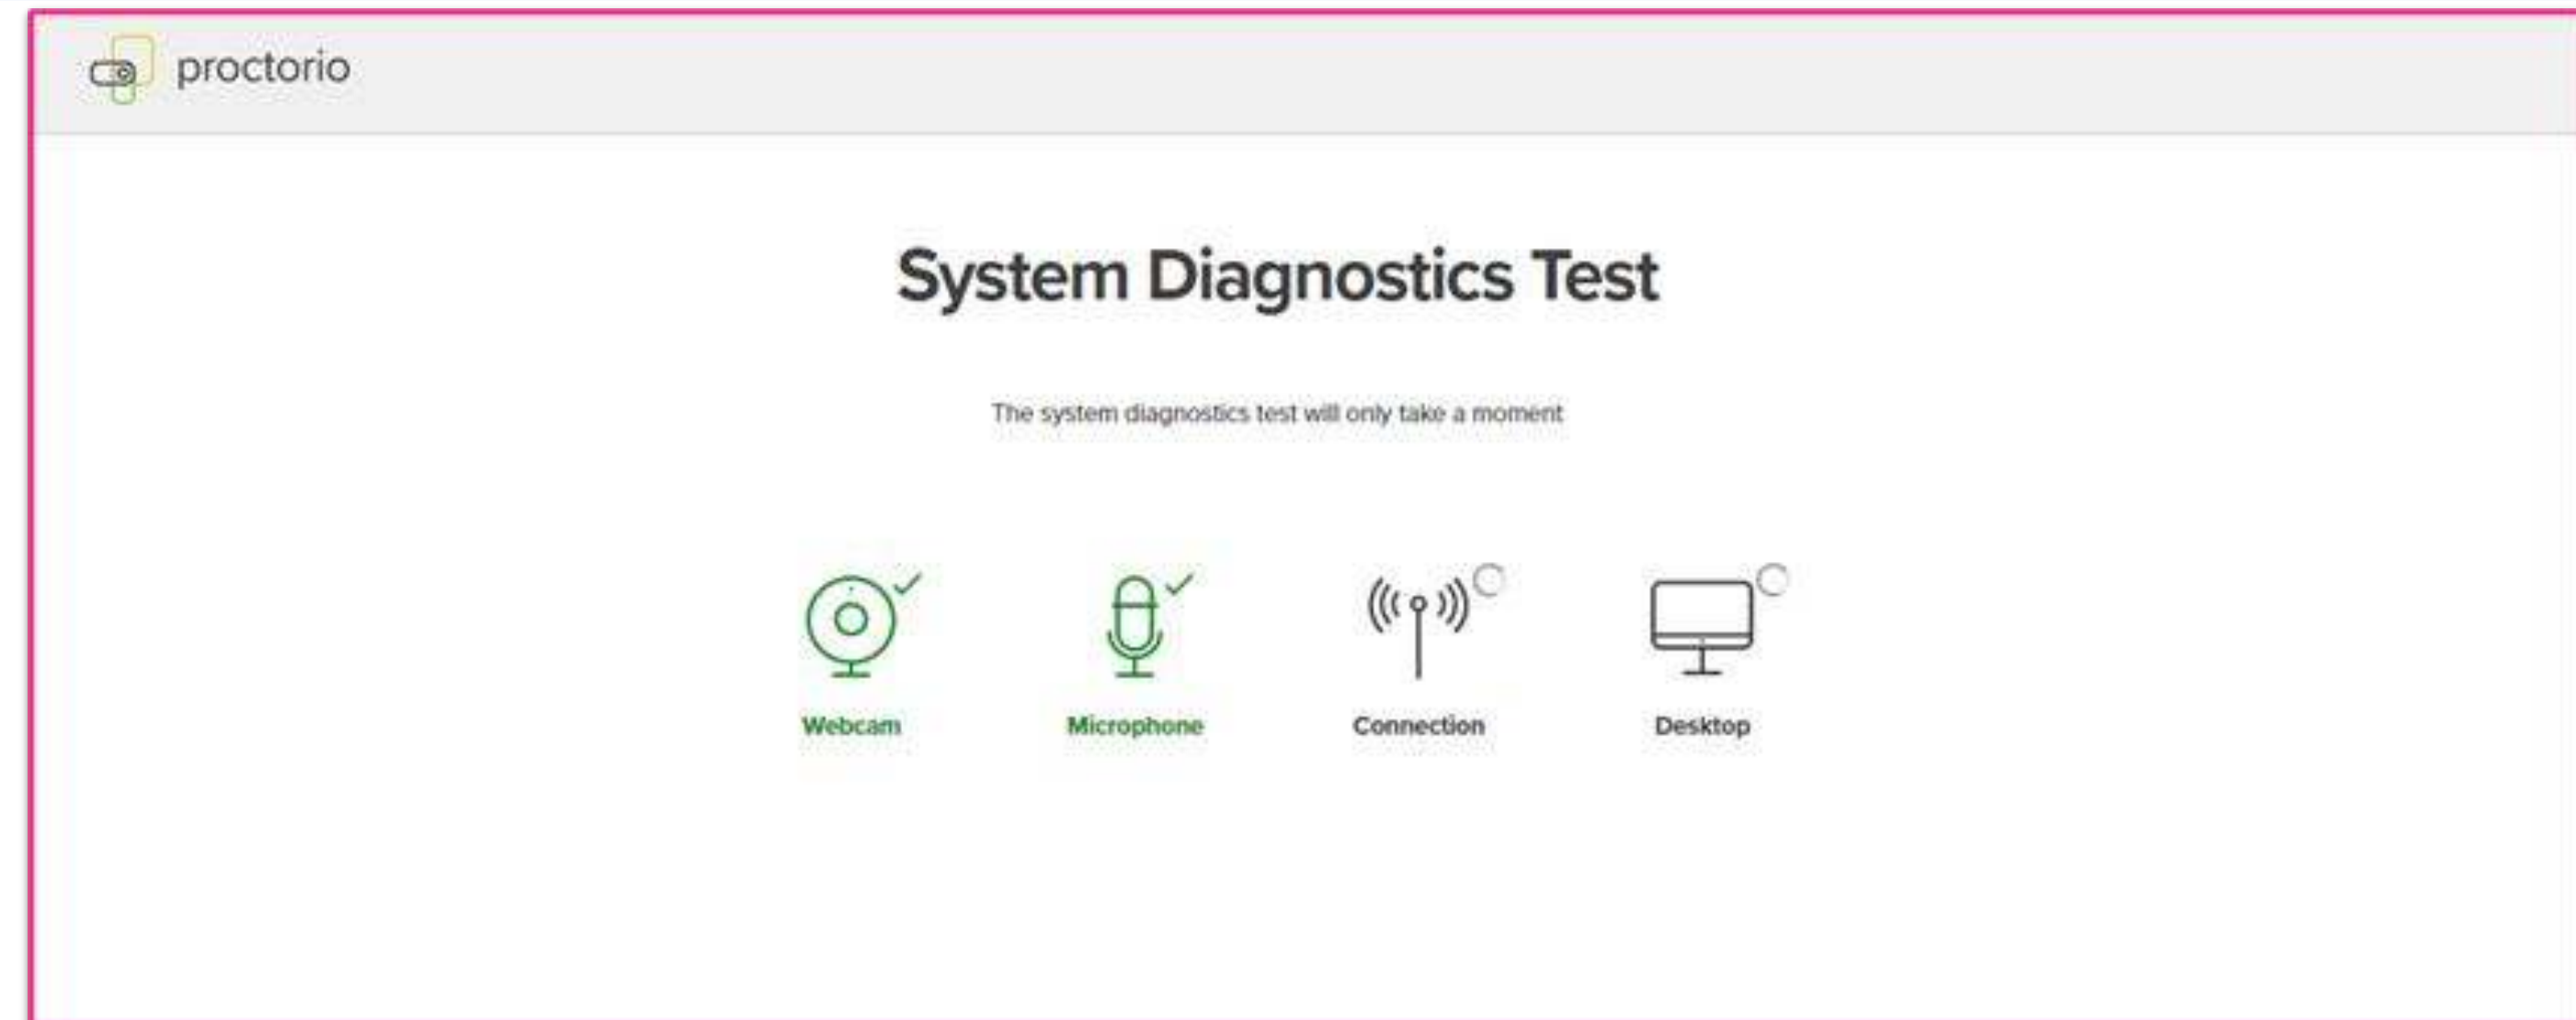 proctorio
System Diagnostics Test
The system diagnostics test will only take a moment
Webcam Microphone Connection Desktop